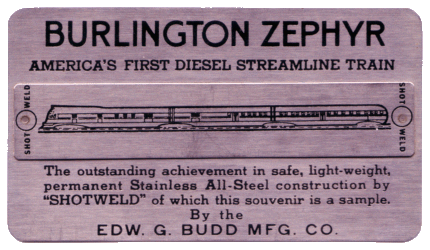 BURLINGTON ZEPHYR
AMERICA'S FIRST DIESEL STREAMLINE TRAIN
SHOT WELD
SHOT WELD
The outstanding achievement in safe, light-weight,
permanent Stainless All-Steel construction by
"SHOTWELD" of which this souvenir is a sample.
By the
EDW. G. BUDD MFG. CO.